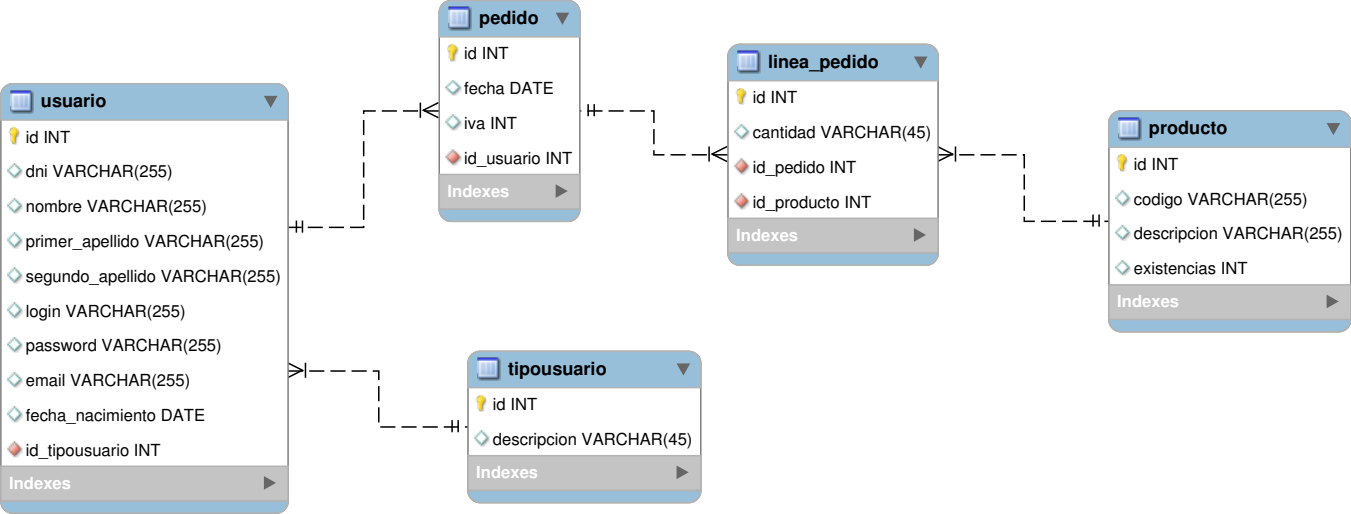 usuario
id INT
dni VARCHAR(255)
nombre VARCHAR(255)
primer_apellido VARCHAR(255)
segundo_apellido VARCHAR(255)
login VARCHAR(255)
password VARCHAR(255)
email VARCHAR(255)
fecha_nacimiento DATE
id_tipousuario INT
Indexes
pedido
id INT
fecha DATE
iva INT
id_usuario INT
Indexes
tipousuario
id INT
descripcion VARCHAR(45)
Indexes
linea_pedido
id INT
cantidad VARCHAR(45)
id_pedido INT
id_producto INT
Indexes
producto
id INT
codigo VARCHAR(255)
descripcion VARCHAR(255)
existencias INT
Indexes